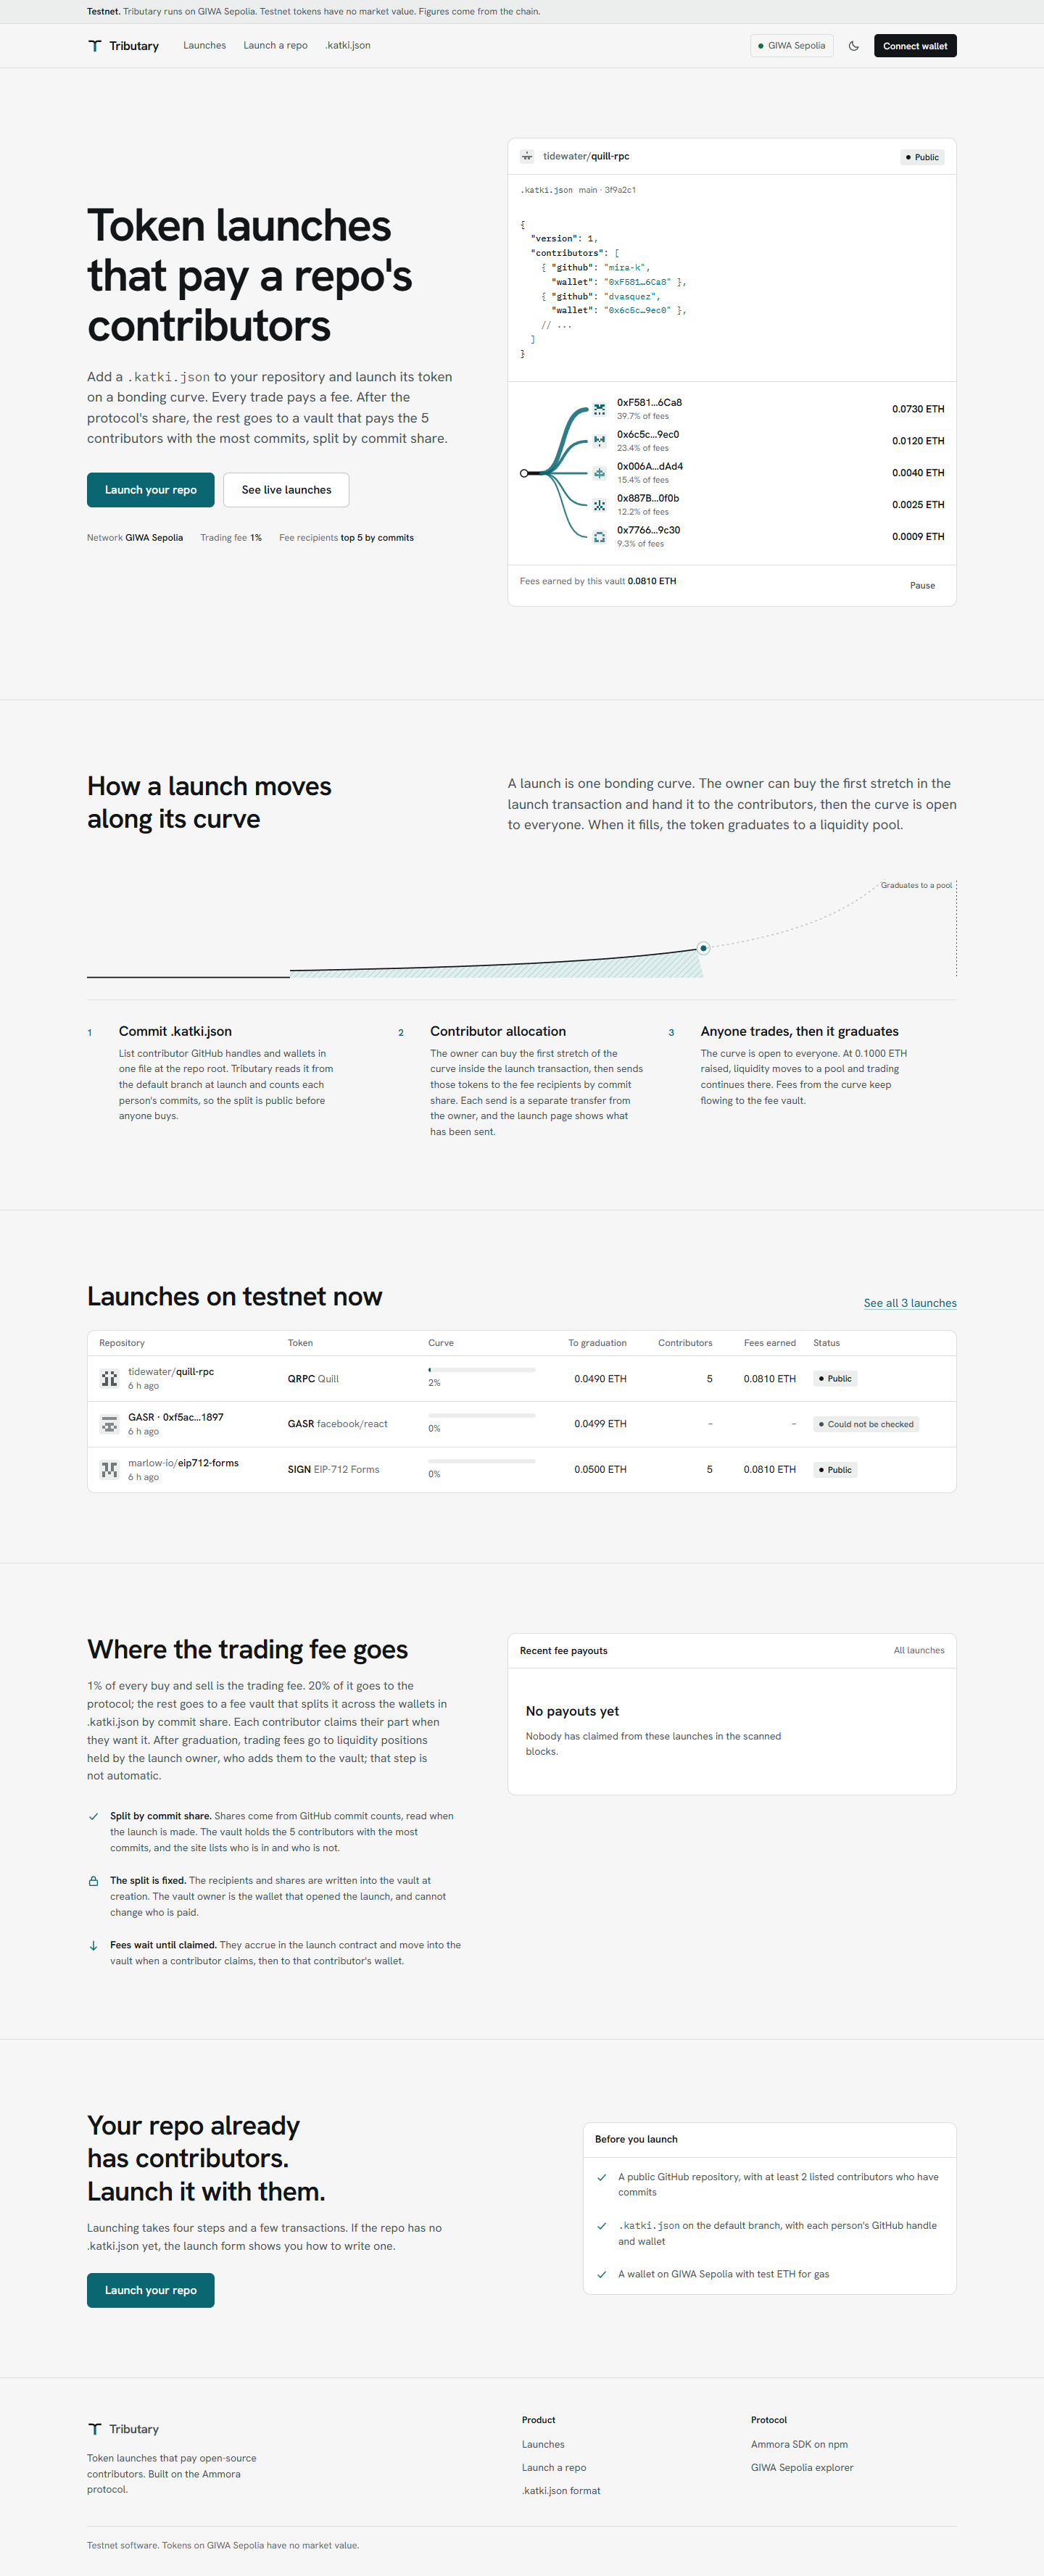 Testnet. Tributary runs on GIWA Sepolia. Testnet tokens have no market value. Figures come from the chain.
Tributary
Launches
Launch a repo
.katki.json
GIWA Sepolia
Connect wallet
Token launches
that pay a repo's
contributors
Add a .katki.json to your repository and launch its token
on a bonding curve. Every trade pays a fee. After the
protocol's share, the rest goes to a vault that pays the 5
contributors with the most commits, split by commit share.
Launch your repo
See live launches
Network GIWA Sepolia
Trading fee 1%
Fee recipients top 5 by commits
tidewater/quill-rpc
Public
.katki.json main · 3f9a2c1
{
"version": 1,
"contributors": [
{ "github": "mira-k",
"wallet": "0xF581…6Ca8" },
{ "github": "dvasquez",
"wallet": "0x6c5c…9ec0" },
// ...
]
}
0xF581...6Ca8
39.7% of fees
0.0730 ETH
0x6c5c...9ec0
23.4% of fees
0.0120 ETH
0x006A...dAd4
15.4% of fees
0.0040 ETH
0x887B...0f0b
12.2% of fees
0.0025 ETH
0x7766...9c30
9.3% of fees
0.0009 ETH
Fees earned by this vault 0.0810 ETH
Pause
How a launch moves
along its curve
A launch is one bonding curve. The owner can buy the first stretch in the
launch transaction and hand it to the contributors, then the curve is open
to everyone. When it fills, the token graduates to a liquidity pool.
Graduates to a pool
1
Commit .katki.json
List contributor GitHub handles and wallets in
one file at the repo root. Tributary reads it from
the default branch at launch and counts each
person's commits, so the split is public before
anyone buys.
2
Contributor allocation
The owner can buy the first stretch of the
curve inside the launch transaction, then sends
those tokens to the fee recipients by commit
share. Each send is a separate transfer from
the owner, and the launch page shows what
has been sent.
3
Anyone trades, then it graduates
The curve is open to everyone. At 0.1000 ETH
raised, liquidity moves to a pool and trading
continues there. Fees from the curve keep
flowing to the fee vault.
Launches on testnet now
See all 3 launches
Repository
Token
Curve
To graduation
Contributors
Fees earned
Status
tidewater/quill-rpc
6 h ago
QRPC Quill
2%
0.0490 ETH
5
0.0810 ETH
Public
GASR · 0xf5ac...1897
6 h ago
GASR facebook/react
0%
0.0499 ETH
–
–
Could not be checked
marlow-io/eip712-forms
6 h ago
SIGN EIP-712 Forms
0%
0.0500 ETH
5
0.0810 ETH
Public
Where the trading fee goes
1% of every buy and sell is the trading fee. 20% of it goes to the
protocol; the rest goes to a fee vault that splits it across the wallets in
.katki.json by commit share. Each contributor claims their part when
they want it. After graduation, trading fees go to liquidity positions
held by the launch owner, who adds them to the vault; that step is
not automatic.
Split by commit share. Shares come from GitHub commit counts, read when
the launch is made. The vault holds the 5 contributors with the most
commits, and the site lists who is in and who is not.
The split is fixed. The recipients and shares are written into the vault at
creation. The vault owner is the wallet that opened the launch, and cannot
change who is paid.
Fees wait until claimed. They accrue in the launch contract and move into the
vault when a contributor claims, then to that contributor's wallet.
Recent fee payouts
All launches
No payouts yet
Nobody has claimed from these launches in the scanned
blocks.
Your repo already
has contributors.
Launch it with them.
Launching takes four steps and a few transactions. If the repo has no
.katki.json yet, the launch form shows you how to write one.
Launch your repo
Before you launch
A public GitHub repository, with at least 2 listed contributors who have
commits
.katki.json on the default branch, with each person's GitHub handle
and wallet
A wallet on GIWA Sepolia with test ETH for gas
Tributary
Token launches that pay open-source
contributors. Built on the Ammora
protocol.
Product
Launches
Launch a repo
.katki.json format
Protocol
Ammora SDK on npm
GIWA Sepolia explorer
Testnet software. Tokens on GIWA Sepolia have no market value.